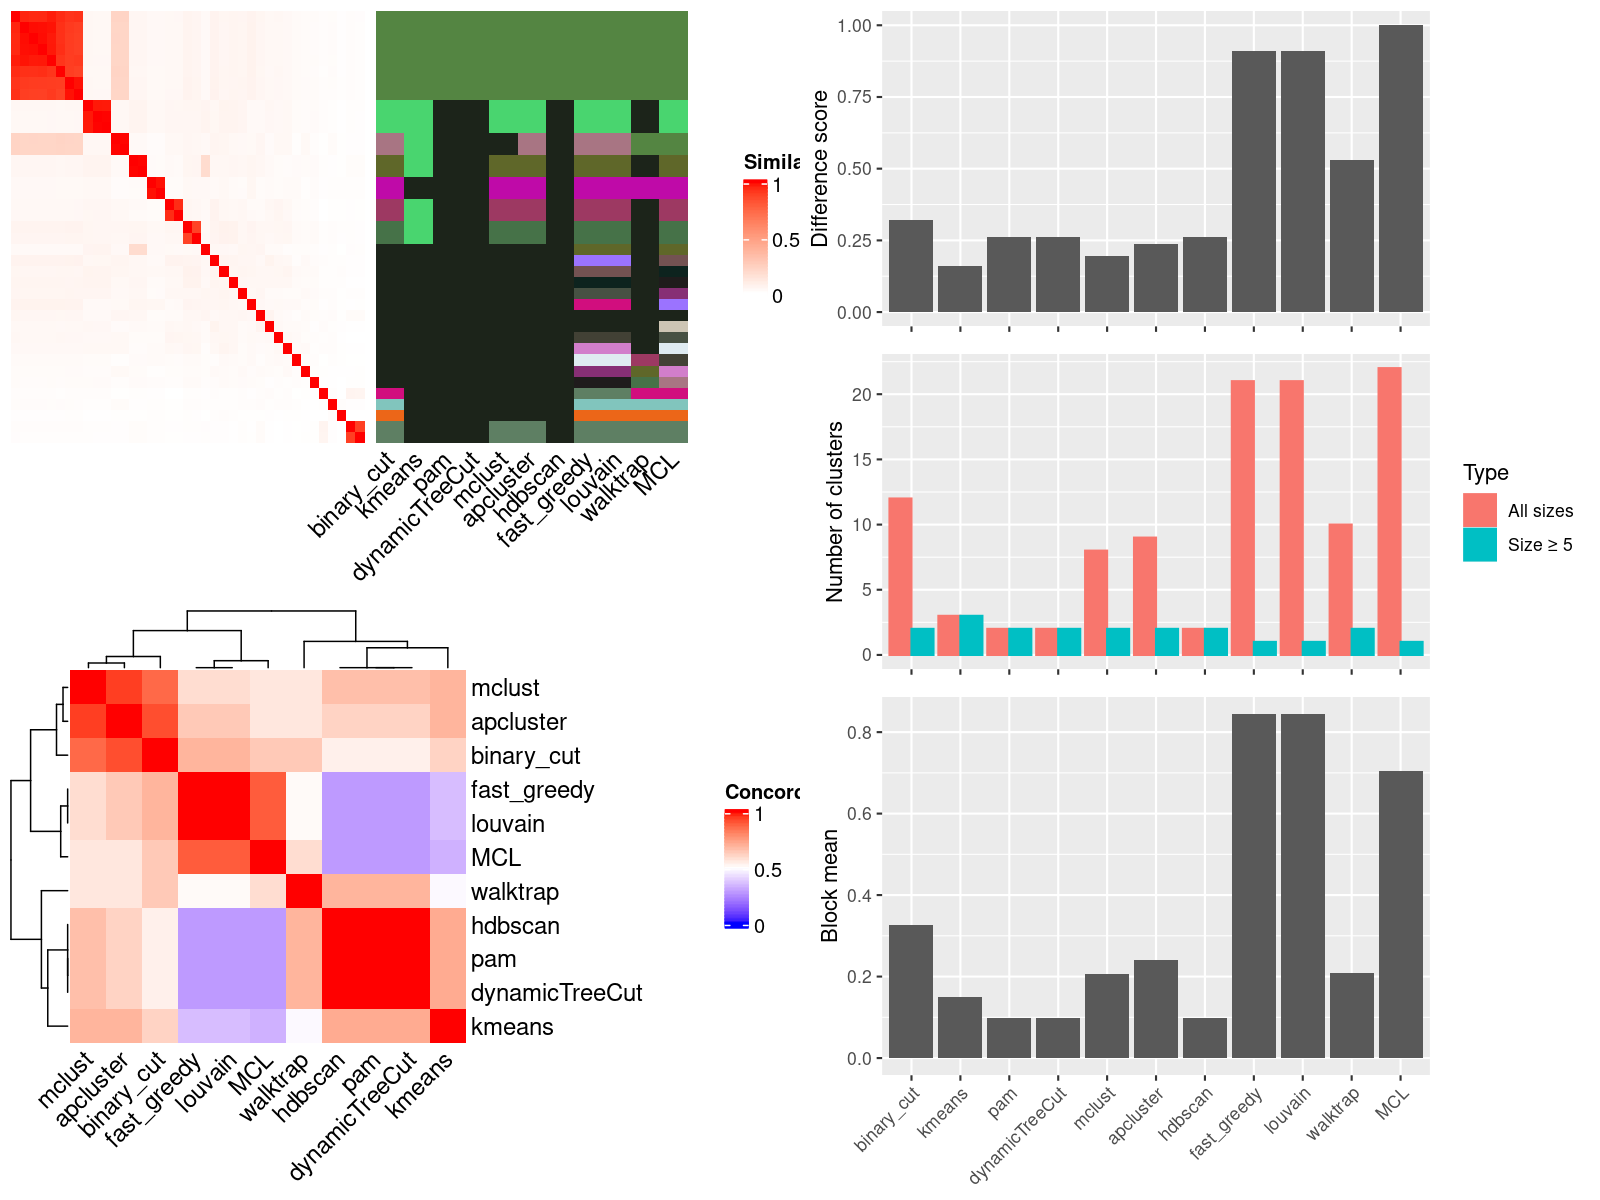 Simila
1
0.5
0
binary_cut
kmeans
pam
dynamicTreeCut
mclust
apcluster
hdbscan
fast_greedy
louvain
walktrap
MCL
mclust
apcluster
binary_cut
fast_greedy
louvain
MCL
walktrap
hdbscan
pam
dynamicTreeCut
kmeans
mclust
apcluster
binary_cut
fast_greedy
louvain
MCL
walktrap
hdbscan
pam
dynamicTreeCut
kmeans
Concord
1
0.5
0
Difference score
1.00
0.75
0.50
0.25
0.00
Number of clusters
20
15
10
5
0
Type
All sizes
Size ≥ 5
Block mean
0.8
0.6
0.4
0.2
0.0
binary_cut
kmeans
pam
dynamicTreeCut
mclust
apcluster
hdbscan
fast_greedy
louvain
walktrap
MCL